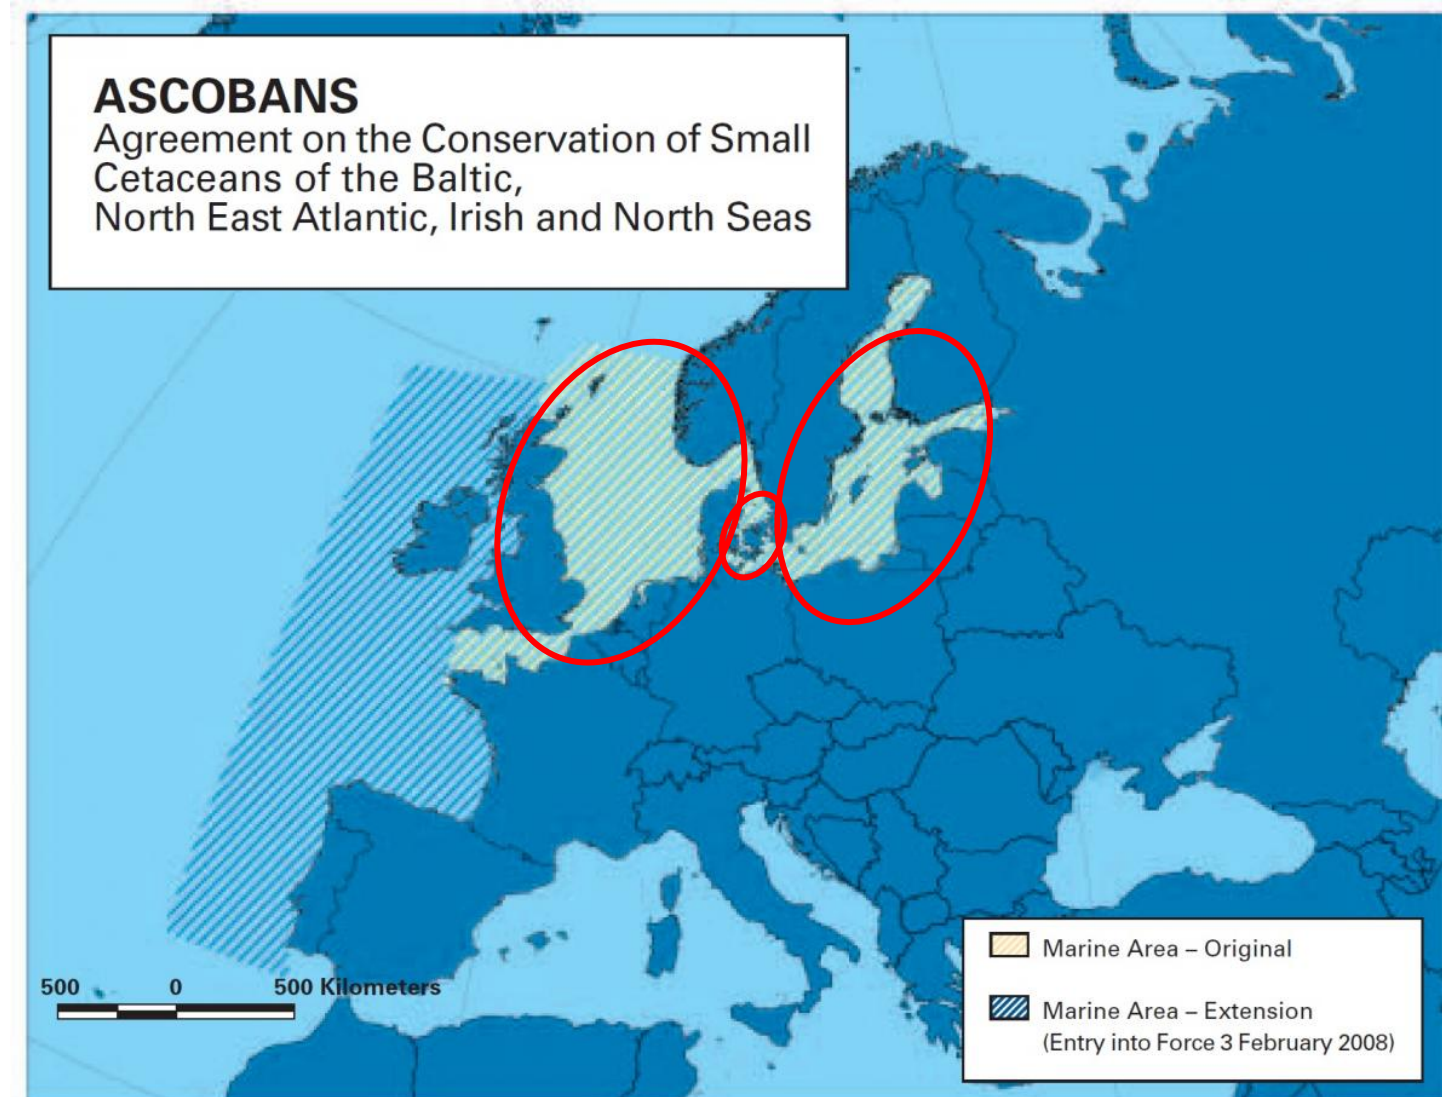 ASCOBANS
Agreement on the Conservation of Small
Cetaceans of the Baltic,
North East Atlantic, Irish and North Seas
500 0 500 Kilometers
Marine Area – Original
Marine Area – Extension
(Entry into Force 3 February 2008)